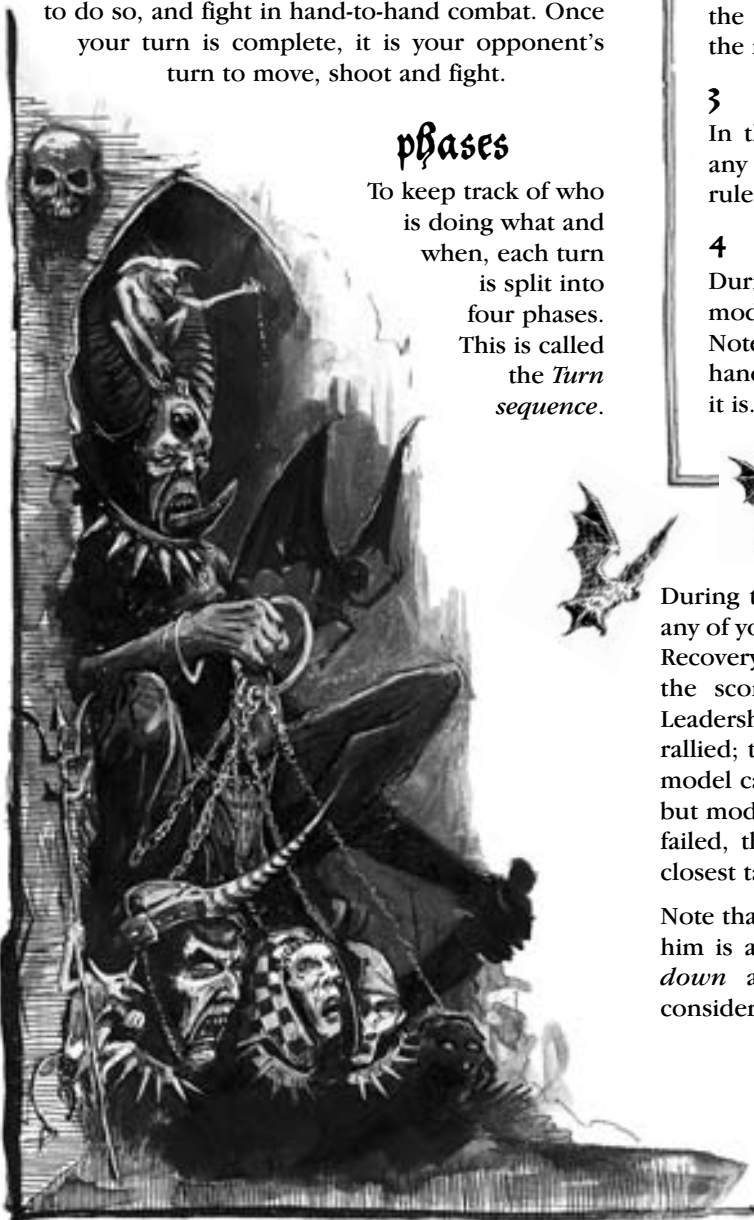 to do so, and fight in hand-to-hand combat. Once
your turn is complete, it is your opponent's
turn to move, shoot and fight.
phases
To keep track of who
is doing what and
when, each turn
is split into
four phases.
This is called
the Turn
sequence.
the
the
3
In th
any
rule
4
Duri
mod
Note
hand
it is.
During t
any of yo
Recovery
the scor
Leadersh
rallied; t
model ca
but mod
failed, th
closest ta
Note tha
him is a
down a
consider